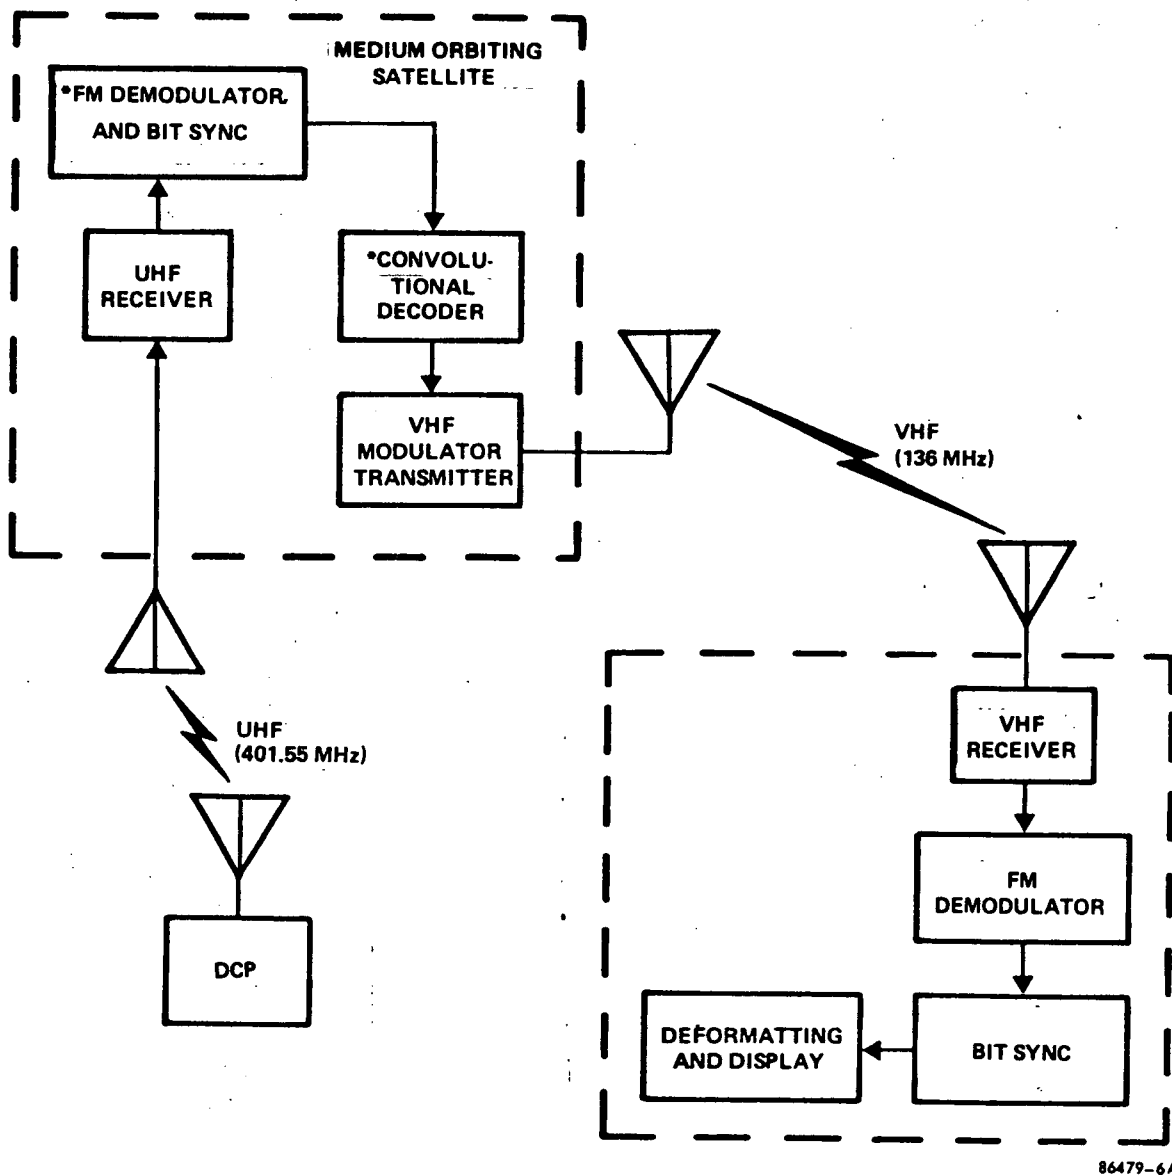 MEDIUM ORBITING
SATELLITE
*FM DEMODULATOR
AND BIT SYNC
UHF
RECEIVER
*CONVOLU-
TIONAL
DECODER
VHF
MODULATOR
TRANSMITTER
VHF
(136 MHz)
UHF
(401.55 MHz)
DCP
VHF
RECEIVER
FM
DEMODULATOR
BIT SYNC
DEFORMATTING
AND DISPLAY